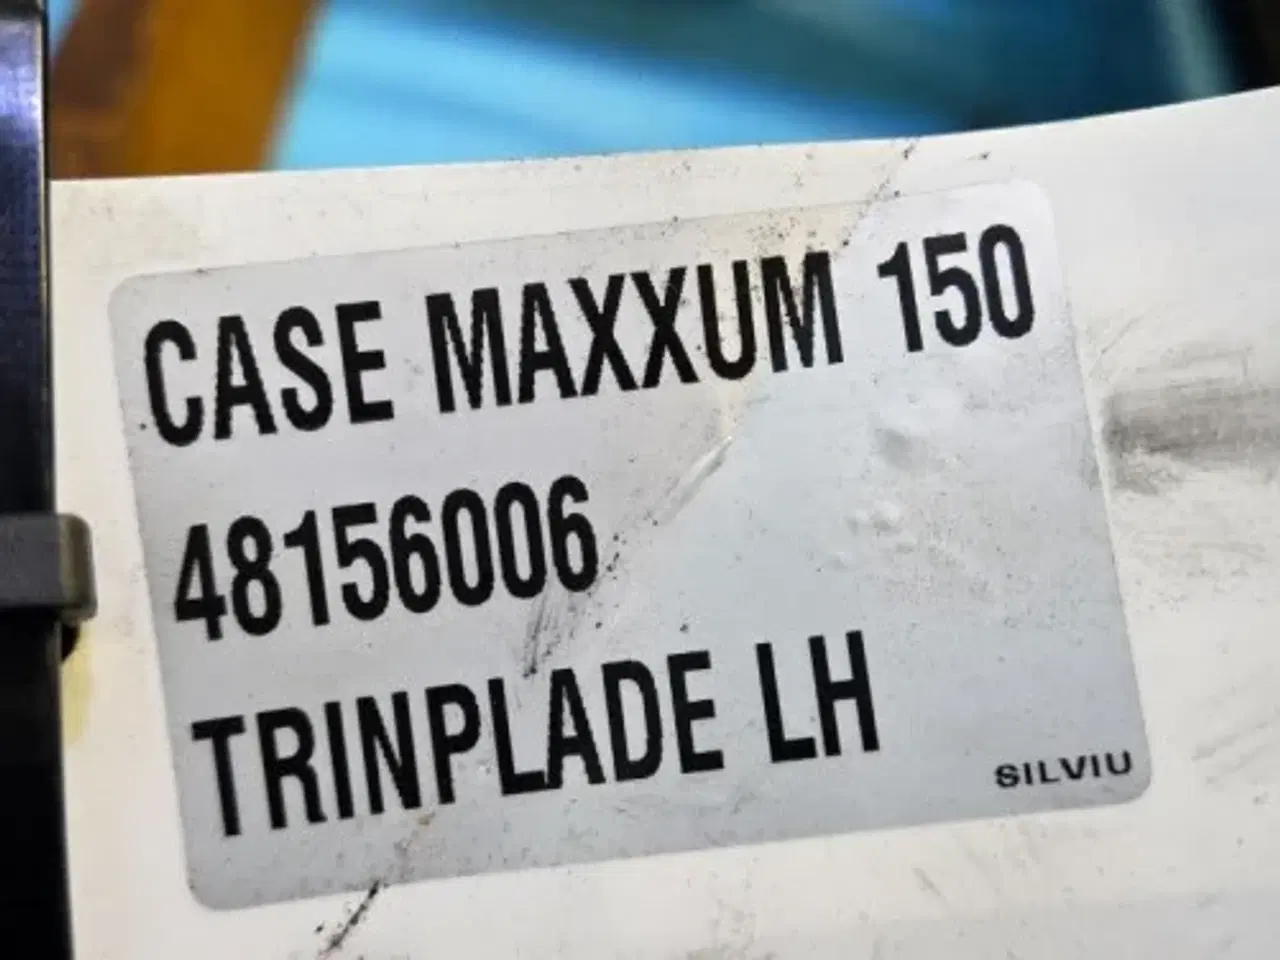 CASE MAXXUM 150
48156006
TRINPLADE LH
SILVIU